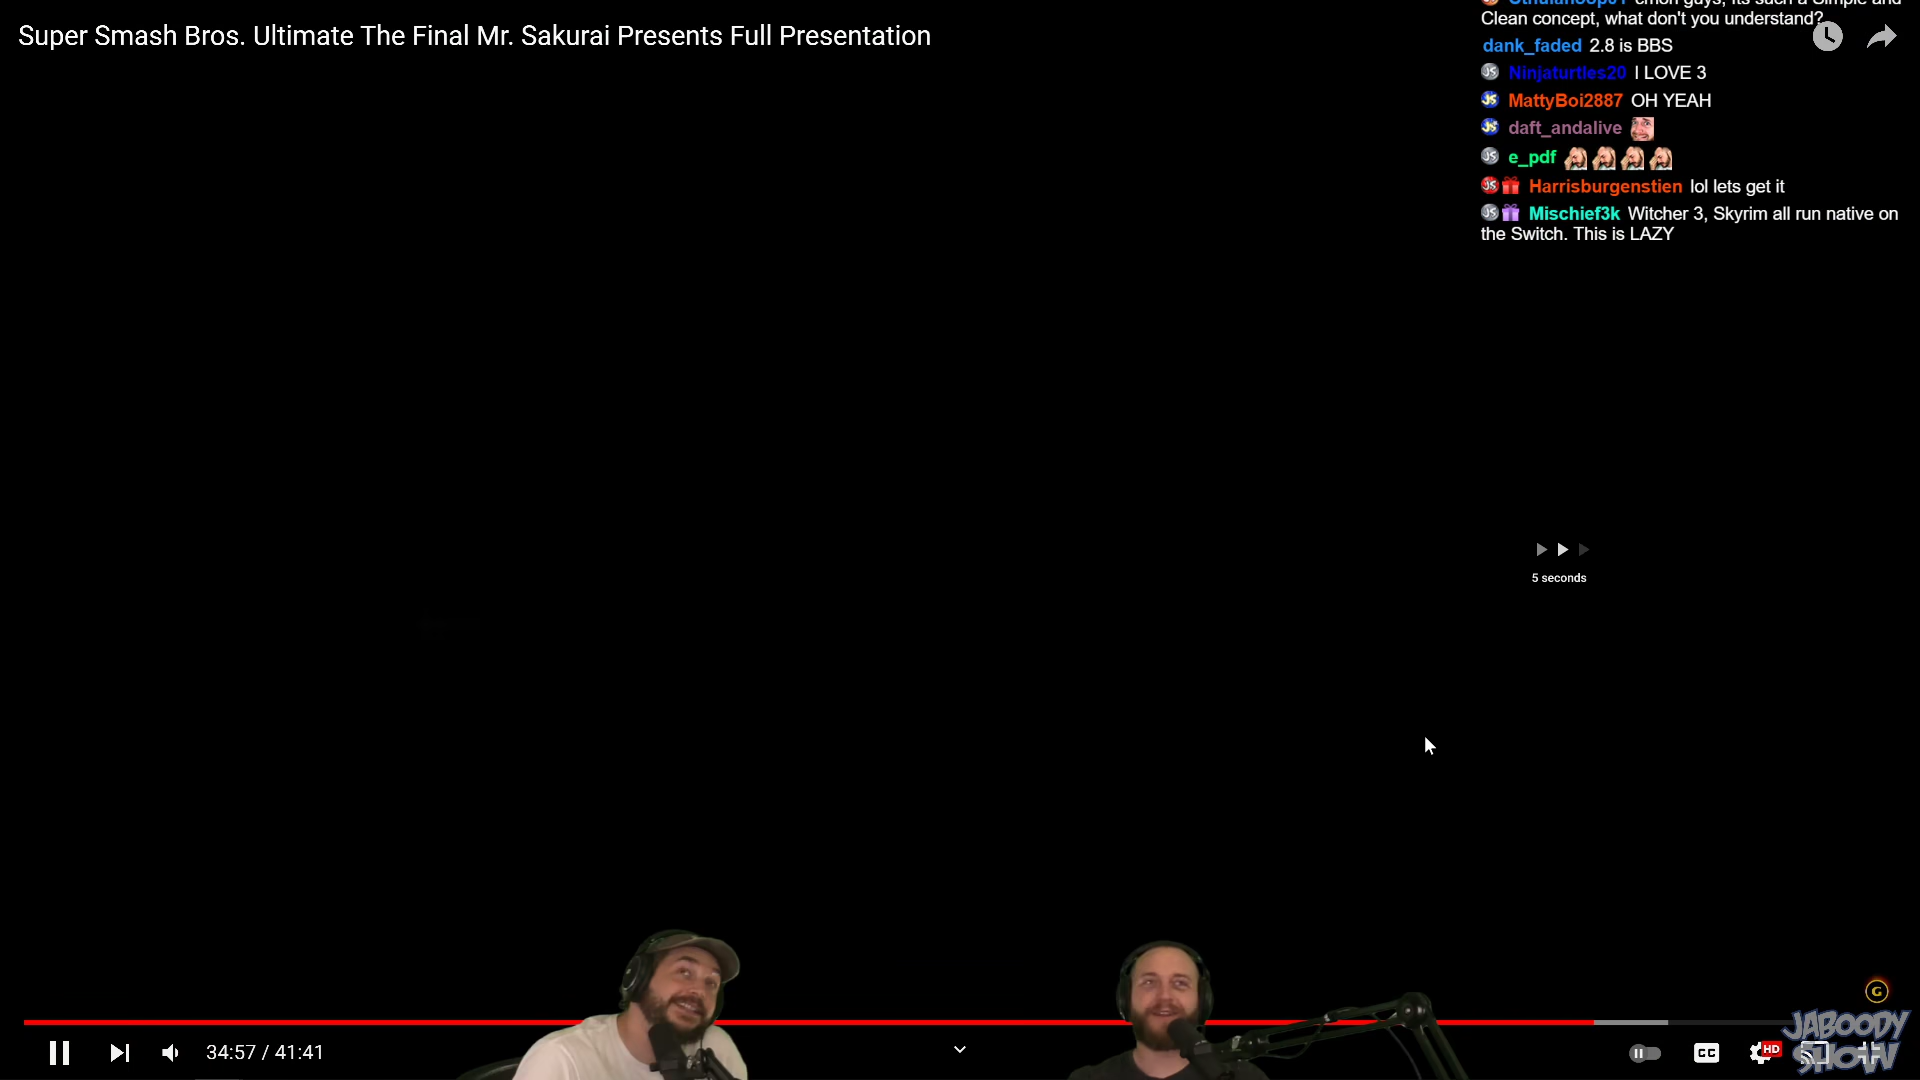 Super Smash Bros. Ultimate The Final Mr. Sakurai Presents Full Presentation
Clean concept, what don't you understand?
dank_faded 2.8 is BBS
Ninjaturtles20 I LOVE 3
MattyBoi2887 OH YEAH
daft_andalive
e_pdf
Harrisburgenstien lol lets get it
Mischief3k Witcher 3, Skyrim all run native on
the Switch. This is LAZY
5 seconds
G
34:57 / 41:41
CC
HD
JABOODY
SHOW